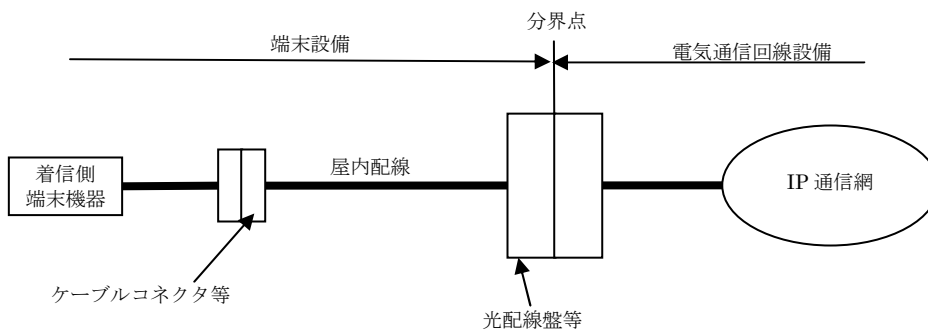 分界点
端末設備
電気通信回線設備
着信側
端末機器
屋内配線
IP 通信網
ケーブルコネクタ等
光配線盤等